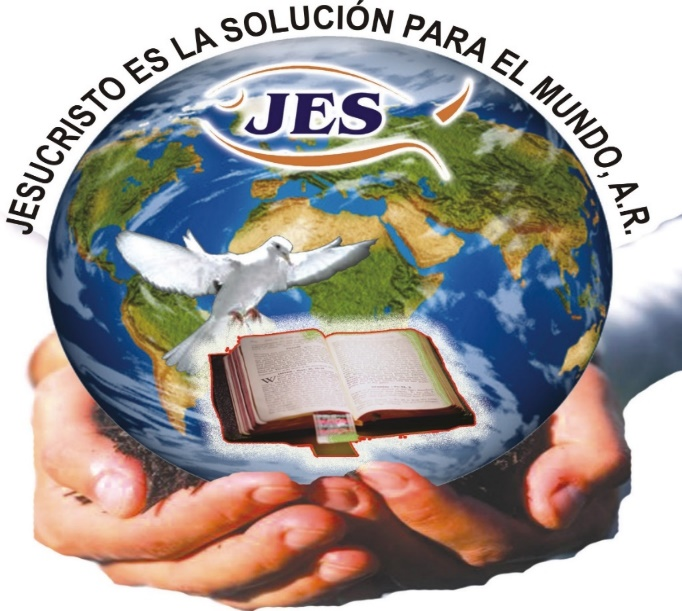 JESUCRISTO ES LA SOLUCIÓN PARA EL MUNDO, A.R.
JES